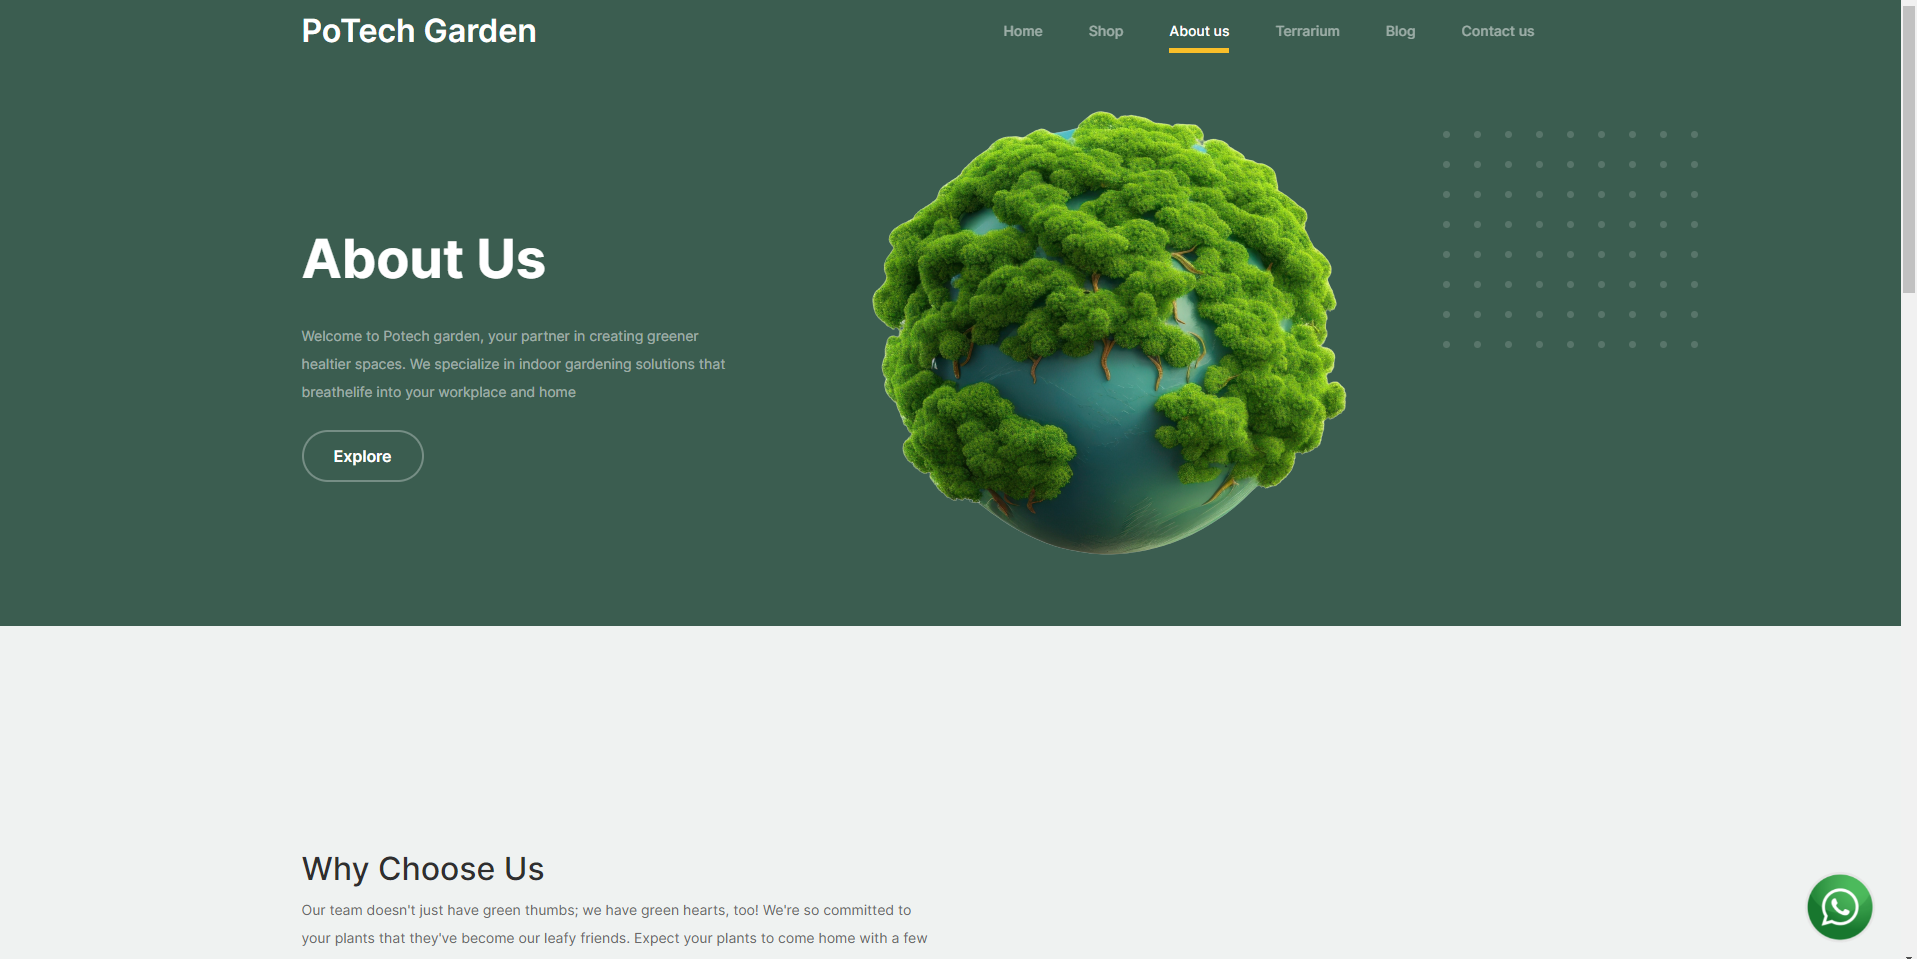 PoTech Garden
Home Shop About us Terrarium Blog Contact us
About Us
Welcome to Potech garden, your partner in creating greener
healtier spaces. We specialize in indoor gardening solutions that
breathelife into your workplace and home
Explore
Why Choose Us
Our team doesn't just have green thumbs; we have green hearts, too! We're so committed to
your plants that they've become our leafy friends. Expect your plants to come home with a few